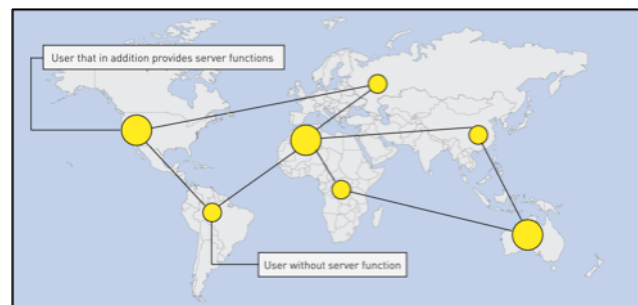 User that in addition provides server functions
User without server function